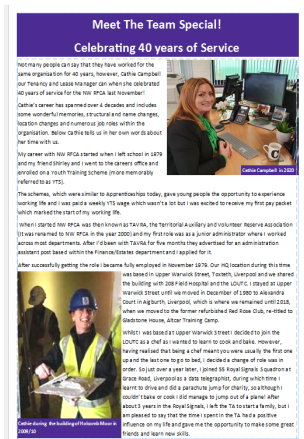 Meet The Team Special!
Celebrating 40 years of Service
Not many people can say that they have worked for the
same organisation for 40 years, however, Cathie Campbell
our Tenancy and Lease Manager can when she celebrated
40 years of service for the NW RFCA last November!
Cathie's career has spanned over 4 decades and includes
some wonderful memories, structural and name changes,
location changes and numerous job roles within the
organisation. Below Cathie tells us in her own words about
her time with us.
Cathie Campbell in 2020
My career with NW RFCA started when I left school in 1979
and my friend Shirley and I went to the careers office and
enrolled on a Youth Training Scheme (more memorably
referred to as YTS).
The schemes, which were similar to Apprenticeships today, gave young people the opportunity to experience
working life and I was paid a weekly YTS wage which wasn't a lot but I was excited to receive my first pay packet
which marked the start of my working life.
When I started NW RFCA was then known as TAVRA, the Territorial Auxiliary and Volunteer Reserve Association
(It was renamed to NW RFCA in the year 2000) and my first role was as a junior administrator where I worked
across most departments. After I'd been with TAVRA for five months they advertised for an administration
assistant post based within the Finance/Estates department and I applied for it.
After successfully getting the role I became fully employed in November 1979. Our HQ location during this time
was based in Upper Warwick Street, Toxteth, Liverpool and we shared
the building with 208 Field Hospital and the LOUTC. I stayed at Upper
Warwick Street until we moved in December of 1980 to Alexandra
Court in Aigburth, Liverpool, which is where we remained until 2018,
when we moved to the former refurbished Red Rose Club, re-titled to
Gladstone House, Altcar Training Camp.
Whilst I was based at Upper Warwick Street I decided to join the
LOUTC as a chef as I wanted to learn to cook and bake. However,
having realised that being a chef meant you were usually the first one
up and the last one to go to bed, I decided a change of role was in
order. So just over a year later, I joined 55 Royal Signals Squadron at
Grace Road, Liverpool as a data telegraphist, during which time I
learnt to drive and did a parachute jump for charity, so although I
couldn't bake or cook I did manage to jump out of a plane! After
about 3 years in the Royal Signals, I left the TA to start a family, but I
am pleased to say that the time I spent in the TA had a positive
influence on my life and gave me the opportunity to make some great
friends and learn new skills.
Cathie during the building of Holcomb Moor in
2009/10